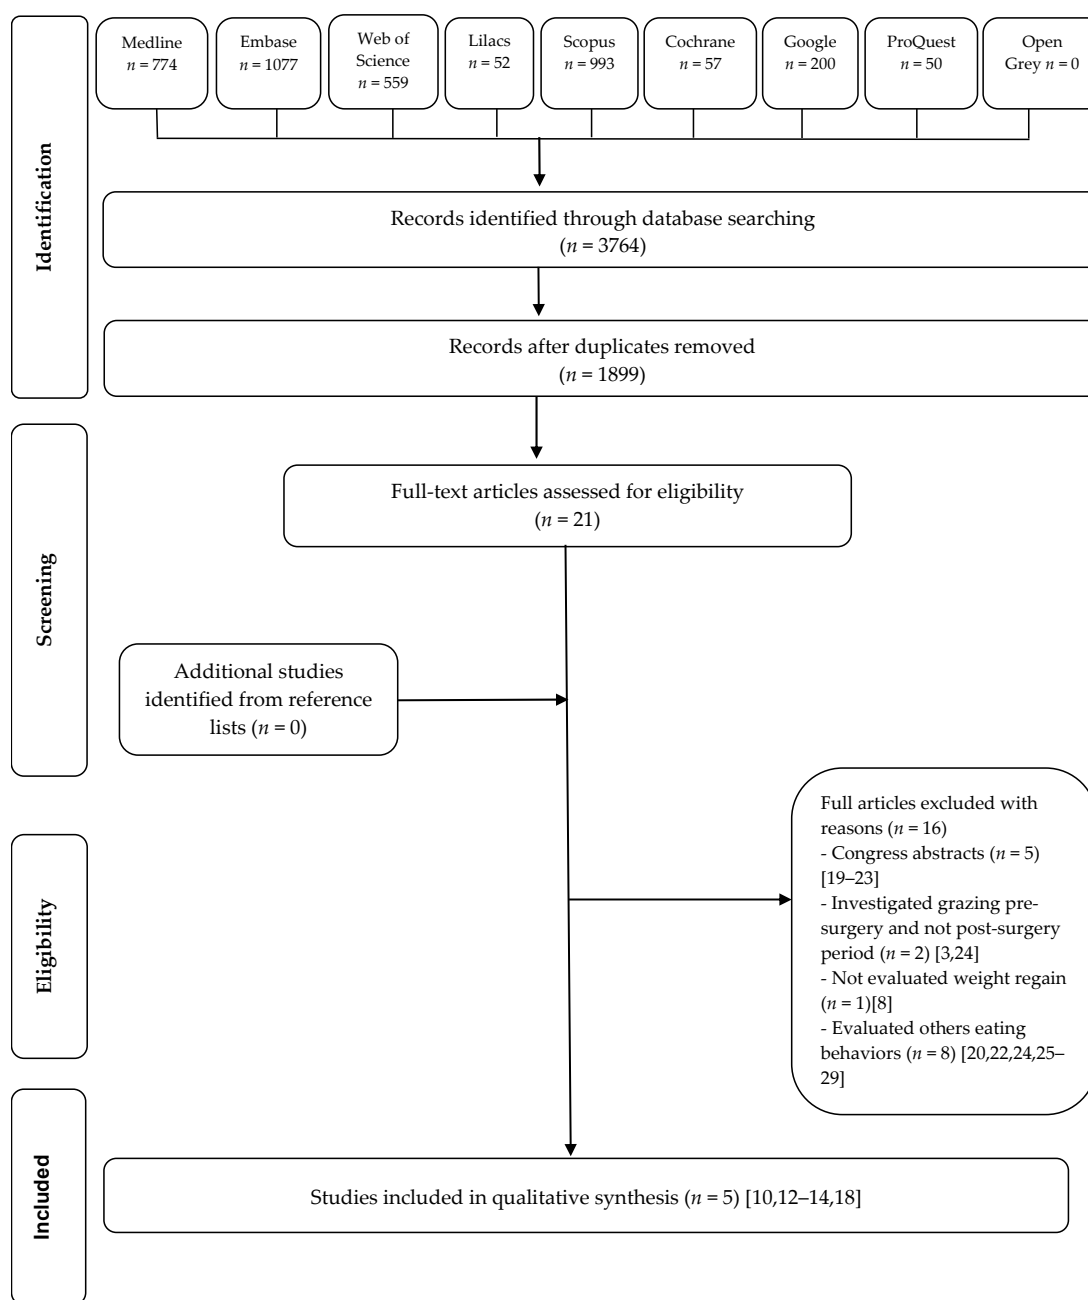 Medline
n = 774
Embase
n = 1077
Web of
Science
n = 559
Lilacs
n = 52
Scopus
n = 993
Cochrane
n = 57
Google
n = 200
ProQuest
n = 50
Open
Grey n = 0
Identification
Records identified through database searching
(n = 3764)
Records after duplicates removed
(n = 1899)
Screening
Full-text articles assessed for eligibility
(n = 21)
Additional studies
identified from reference
lists (n = 0)
Eligibility
Full articles excluded with
reasons (n = 16)
- Congress abstracts (n = 5)
[19–23]
- Investigated grazing pre-
surgery and not post-surgery
period (n = 2) [3,24]
- Not evaluated weight regain
(n = 1)[8]
- Evaluated others eating
behaviors (n = 8) [20,22,24,25–
29]
Included
Studies included in qualitative synthesis (n = 5) [10,12–14,18]